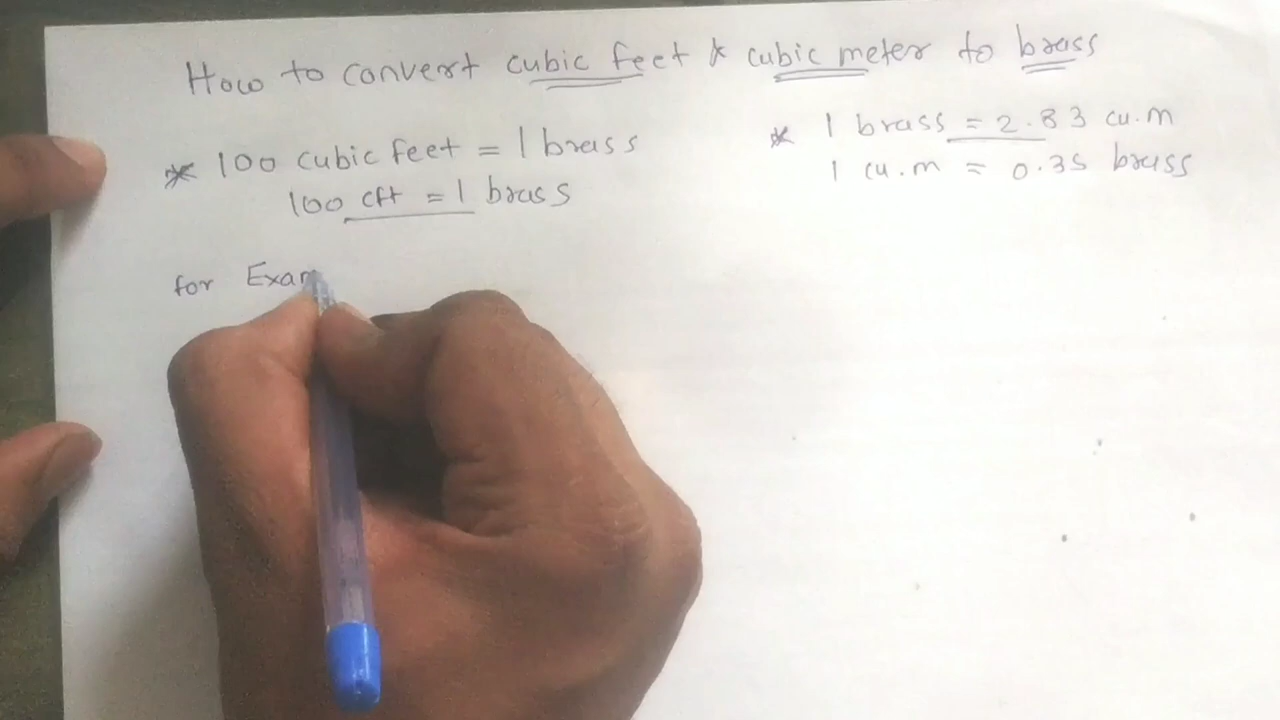 How to convert cubic feet & cubic meter to brass
* 100 cubic feet = 1 brass
100 cft = 1 brass
* 1 brass = 2.83 cu.m
1 cu.m = 0.35 brass
for Exam